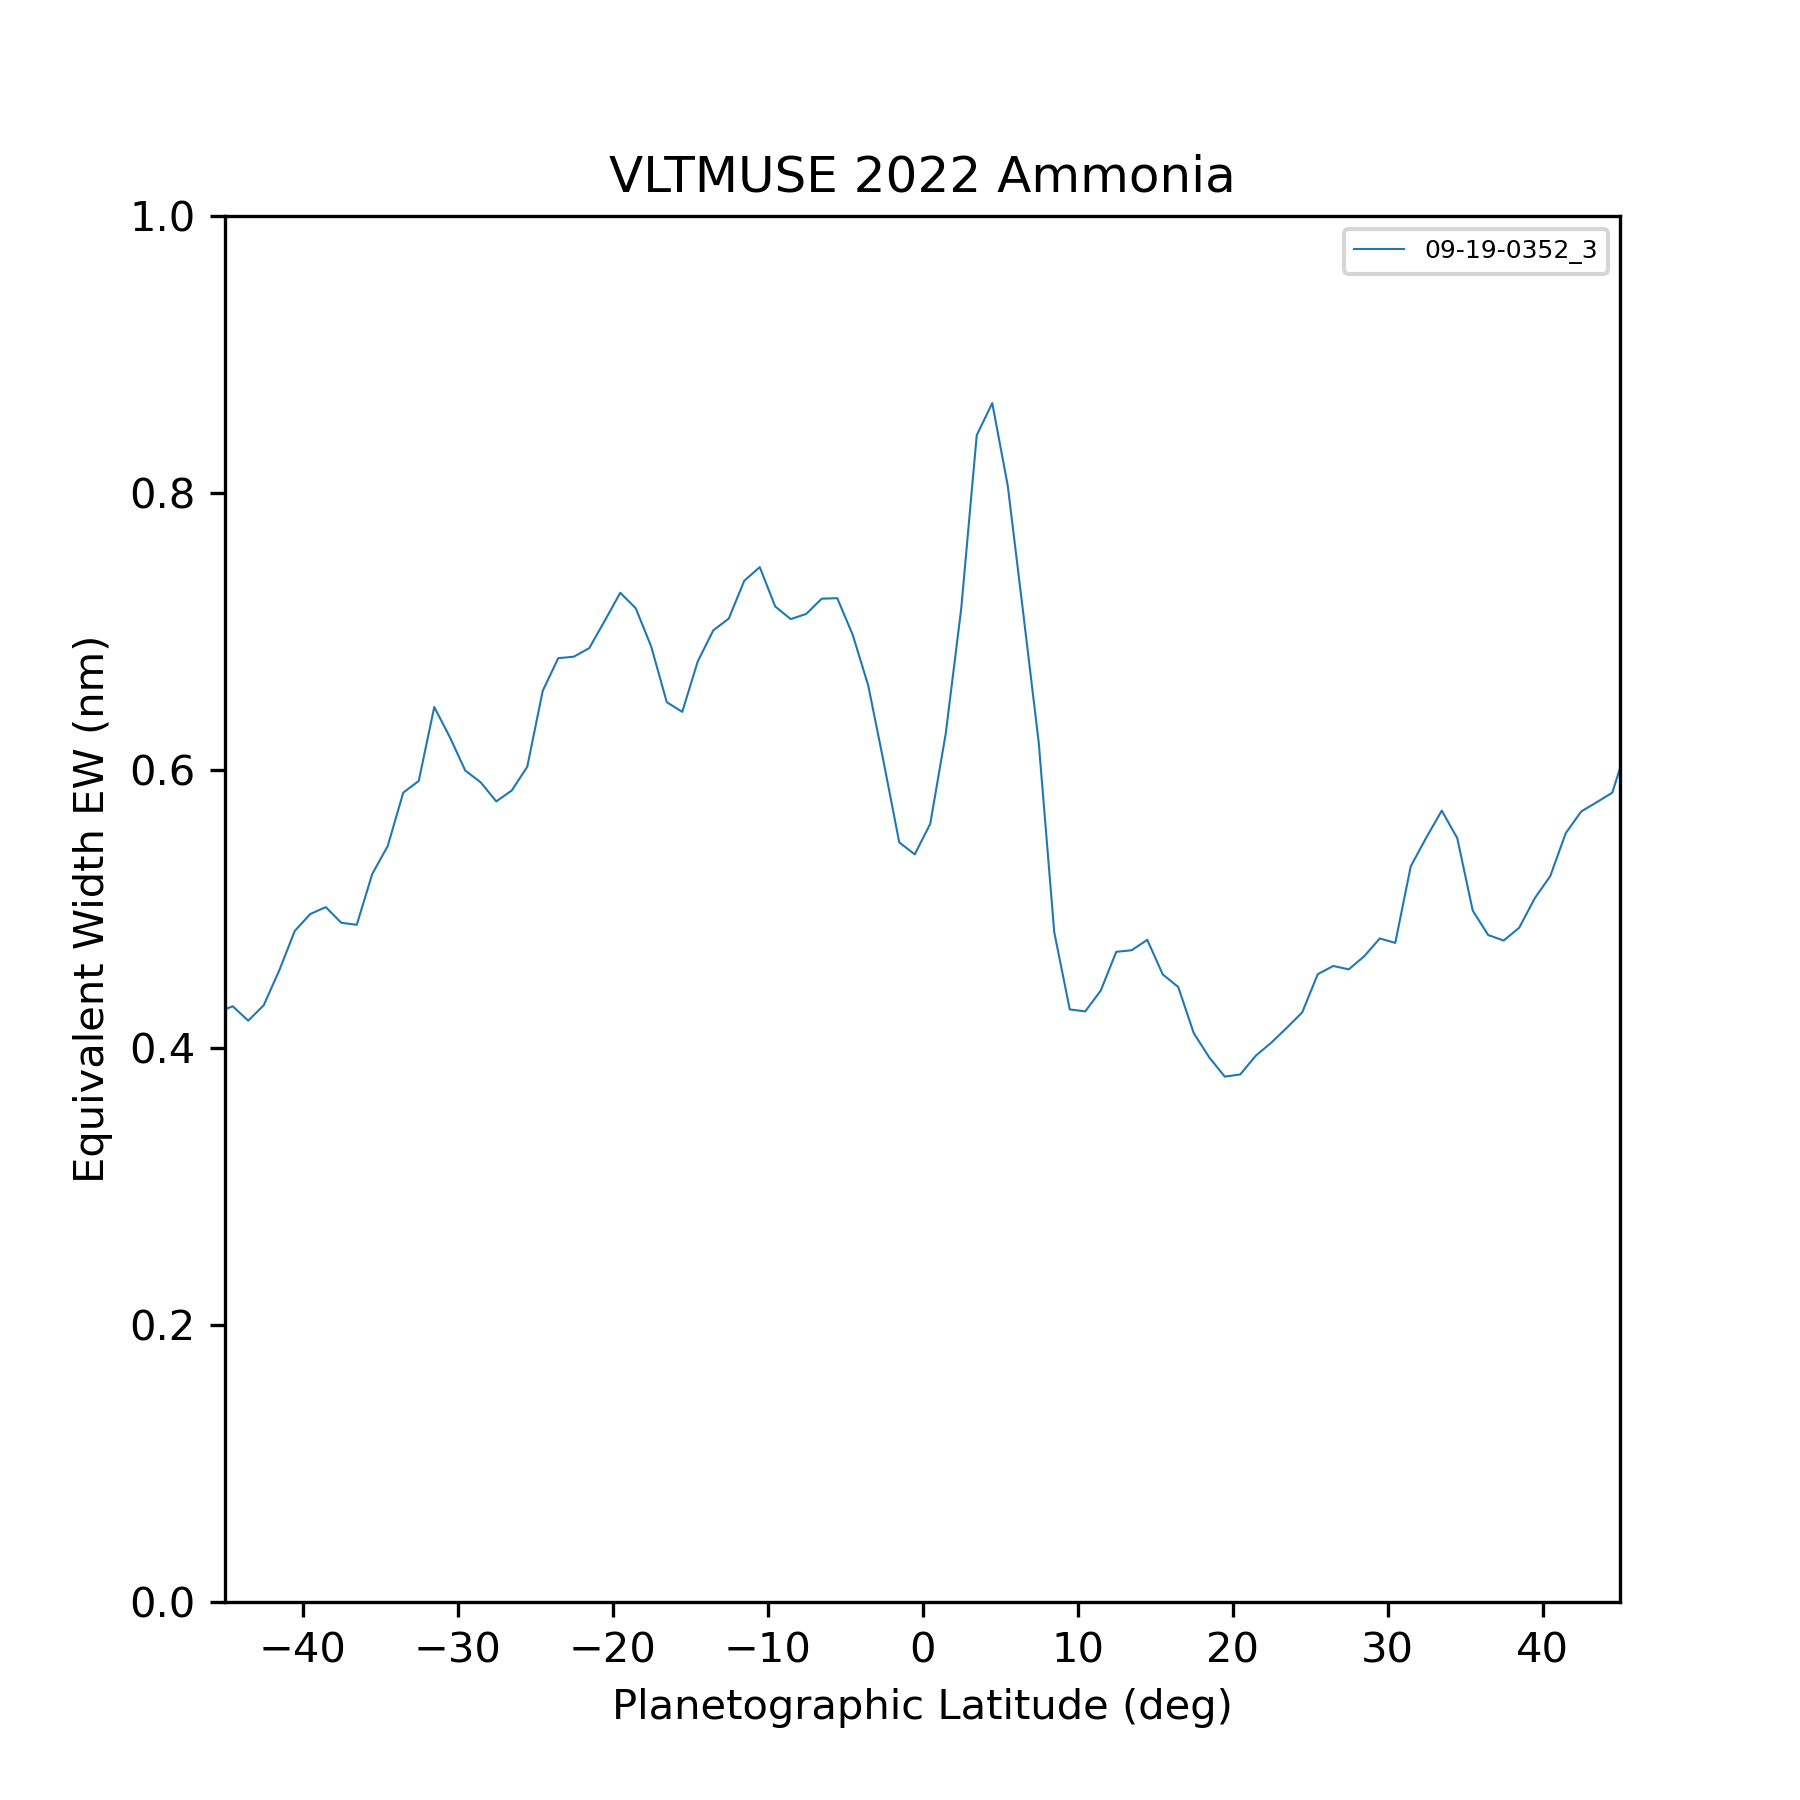 VLTMUSE 2022 Ammonia
09-19-0352_3
1.0
0.8
0.6
0.4
0.2
0.0
Equivalent Width EW (nm)
−40 −30 −20 −10 0 10 20 30 40
Planetographic Latitude (deg)